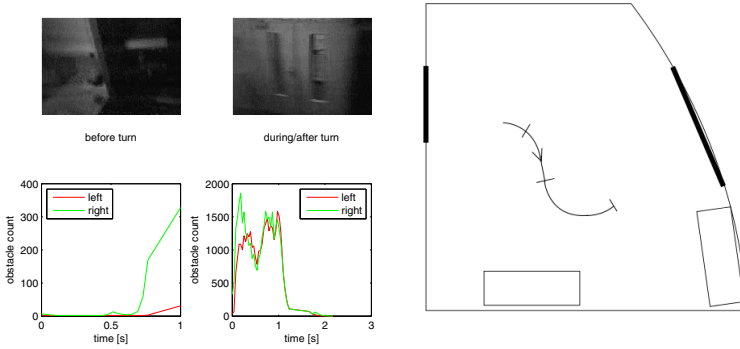 before turn
during/after turn
400
300
200
100
0
obstacle count
left
right
0
0.5
1
time [s]
2000
1500
1000
500
0
obstacle count
left
right
0
1
2
3
time [s]